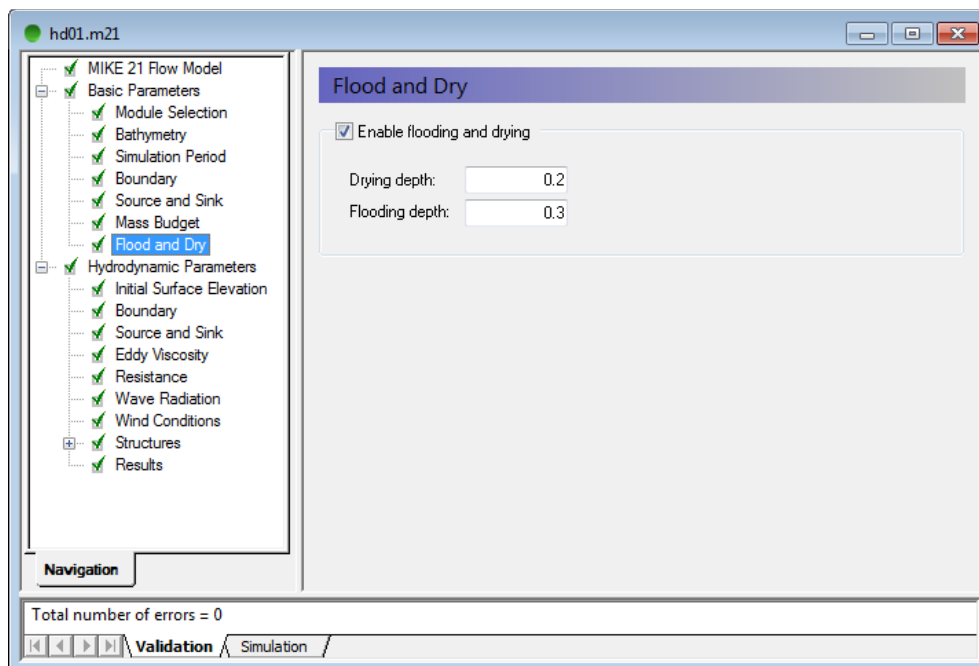 hd01.m21
MIKE 21 Flow Model
Basic Parameters
Module Selection
Bathymetry
Simulation Period
Boundary
Source and Sink
Mass Budget
Flood and Dry
Hydrodynamic Parameters
Initial Surface Elevation
Boundary
Source and Sink
Eddy Viscosity
Resistance
Wave Radiation
Wind Conditions
Structures
Results
Navigation
Flood and Dry
Enable flooding and drying
Drying depth: 0.2
Flooding depth: 0.3
Total number of errors = 0
Validation Simulation